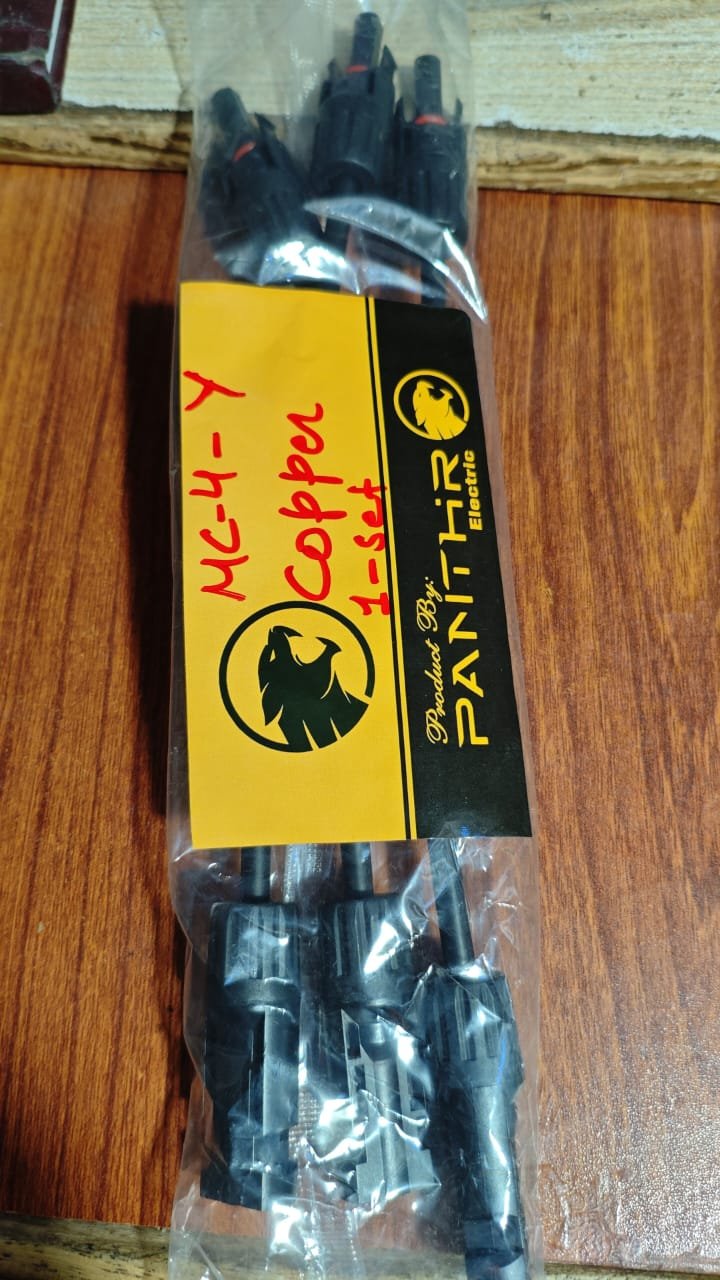 MC-4-Y
Copper
1-set
Product By:
PANTHR
Electric